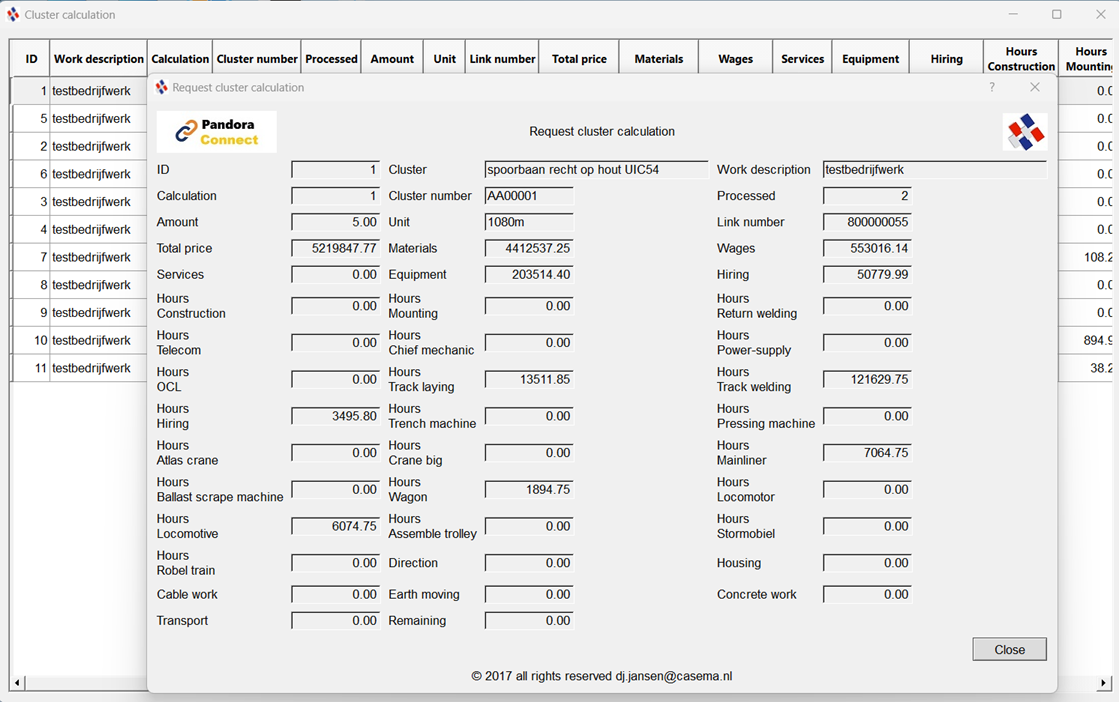 Cluster calculation
ID Work description Calculation Cluster number Processed Amount Unit Link number Total price Materials Wages Services Equipment Hiring Hours Construction Hours Mounting
1 testbedrijfwerk 0.0
5 testbedrijfwerk 0.0
2 testbedrijfwerk 0.0
6 testbedrijfwerk 0.0
3 testbedrijfwerk 0.0
4 testbedrijfwerk 0.0
7 testbedrijfwerk 108.2
8 testbedrijfwerk 0.0
9 testbedrijfwerk 0.0
10 testbedrijfwerk 894.9
11 testbedrijfwerk 38.2
Request cluster calculation
?
Pandora
Connect
Request cluster calculation
ID 1 Cluster spoorbaan recht op hout UIC54 Work description testbedrijfwerk
Calculation 1 Cluster number AA00001 Processed 2
Amount 5.00 Unit 1080m Link number 800000055
Total price 5219847.77 Materials 4412537.25 Wages 553016.14
Services 0.00 Equipment 203514.40 Hiring 50779.99
Hours Construction 0.00 Hours Mounting 0.00 Hours Return welding 0.00
Hours Telecom 0.00 Hours Chief mechanic 0.00 Hours Power-supply 0.00
Hours OCL 0.00 Hours Track laying 13511.85 Hours Track welding 121629.75
Hours Hiring 3495.80 Hours Trench machine 0.00 Hours Pressing machine 0.00
Hours Atlas crane 0.00 Hours Crane big 0.00 Hours Mainliner 7064.75
Hours Ballast scrape machine 0.00 Hours Wagon 1894.75 Hours Locomotor 0.00
Hours Locomotive 6074.75 Hours Assemble trolley 0.00 Hours Stormobiel 0.00
Hours Robel train 0.00 Direction 0.00 Housing 0.00
Cable work 0.00 Earth moving 0.00 Concrete work 0.00
Transport 0.00 Remaining 0.00
Close
© 2017 all rights reserved dj.jansen@casema.nl